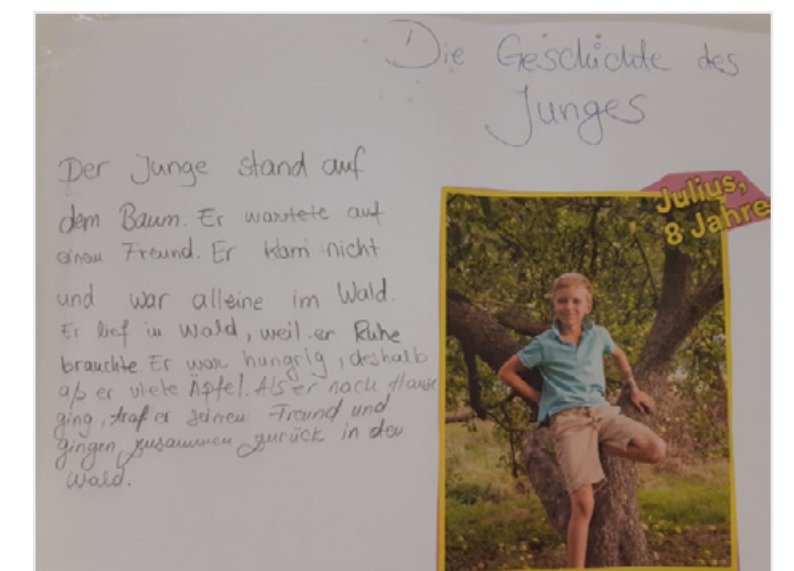 Die Geschichte des
Junges
Der Junge stand auf
dem Baum. Er wartete auf
einen Freund. Er kam nicht
und war alleine im Wald.
Er lief in Wald, weil er Ruhe
brauchte. Er war hungrig, deshalb
aß er viele Äpfel. Als er nach Hause
ging, traf er seinen Freund und
gingen zusammen zurück in den
Wald.
Julius,
8 Jahre